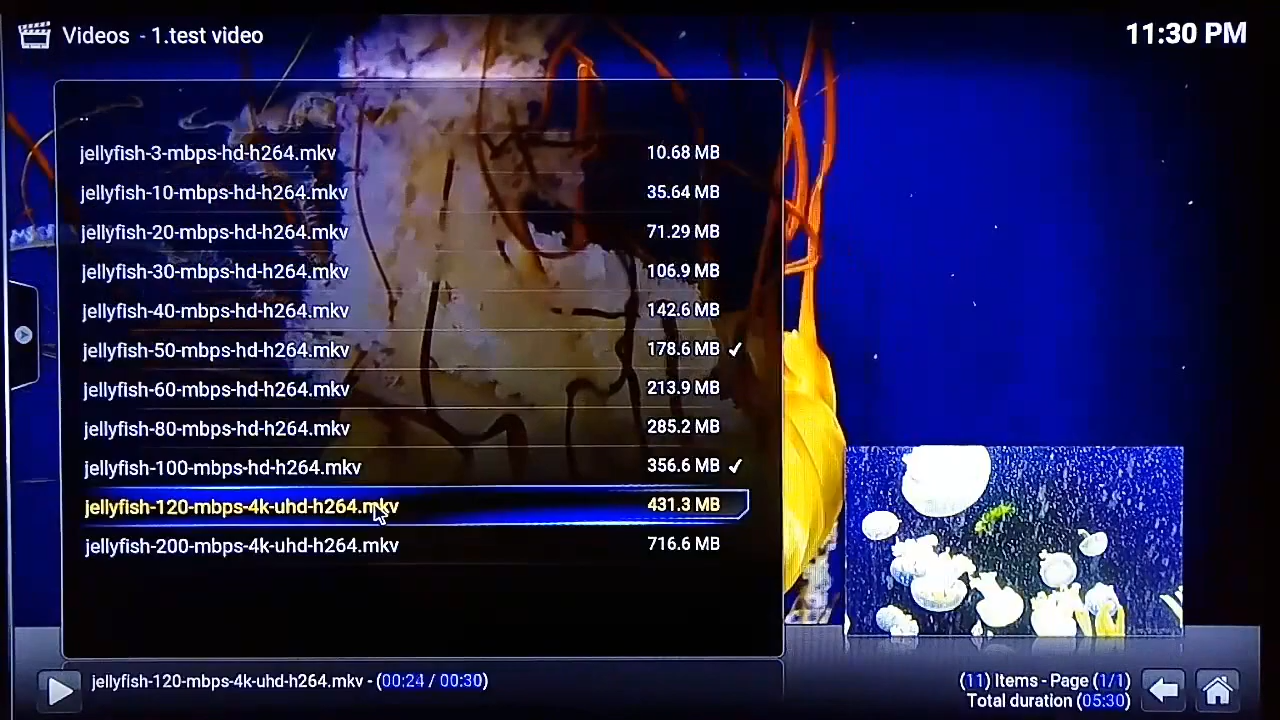 Videos - 1.test video
11:30 PM
..
jellyfish-3-mbps-hd-h264.mkv 10.68 MB
jellyfish-10-mbps-hd-h264.mkv 35.64 MB
jellyfish-20-mbps-hd-h264.mkv 71.29 MB
jellyfish-30-mbps-hd-h264.mkv 106.9 MB
jellyfish-40-mbps-hd-h264.mkv 142.6 MB
jellyfish-50-mbps-hd-h264.mkv 178.6 MB ✓
jellyfish-60-mbps-hd-h264.mkv 213.9 MB
jellyfish-80-mbps-hd-h264.mkv 285.2 MB
jellyfish-100-mbps-hd-h264.mkv 356.6 MB ✓
jellyfish-120-mbps-4k-uhd-h264.mkv 431.3 MB
jellyfish-200-mbps-4k-uhd-h264.mkv 716.6 MB
jellyfish-120-mbps-4k-uhd-h264.mkv - (00:24 / 00:30)
(11) Items - Page (1/1)
Total duration (05:30)